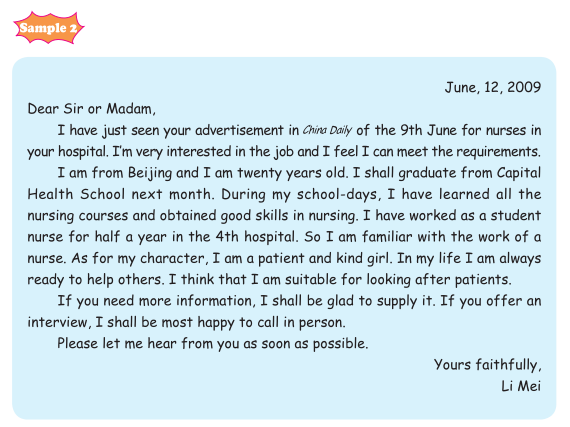 Sample 2
June, 12, 2009
Dear Sir or Madam,
I have just seen your advertisement in China Daily of the 9th June for nurses in
your hospital. I'm very interested in the job and I feel I can meet the requirements.
I am from Beijing and I am twenty years old. I shall graduate from Capital
Health School next month. During my school-days, I have learned all the
nursing courses and obtained good skills in nursing. I have worked as a student
nurse for half a year in the 4th hospital. So I am familiar with the work of a
nurse. As for my character, I am a patient and kind girl. In my life I am always
ready to help others. I think that I am suitable for looking after patients.
If you need more information, I shall be glad to supply it. If you offer an
interview, I shall be most happy to call in person.
Please let me hear from you as soon as possible.
Yours faithfully,
Li Mei